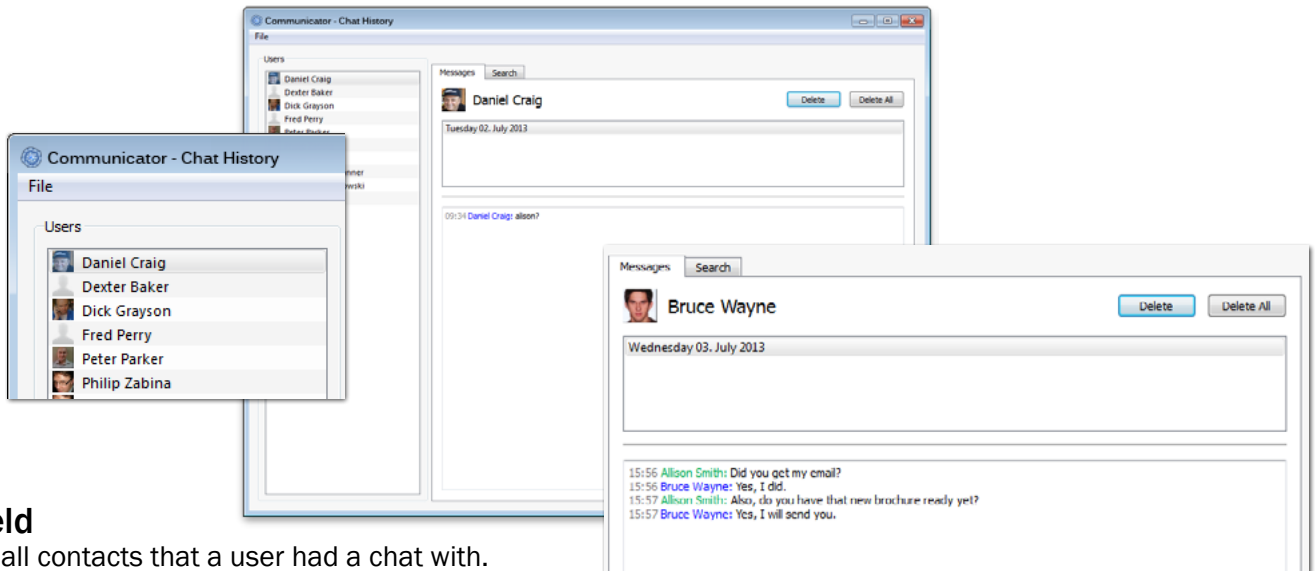 Communicator - Chat History
File
Users
Daniel Craig
Dexter Baker
Dick Grayson
Fred Perry
Peter Parker
nner
owski
Messages Search
Daniel Craig
Delete Delete All
Tuesday 02. July 2013
09:34 Daniel Craig: alison?
Communicator - Chat History
File
Users
Daniel Craig
Dexter Baker
Dick Grayson
Fred Perry
Peter Parker
Philip Zabina
Messages Search
Bruce Wayne
Delete Delete All
Wednesday 03. July 2013
15:56 Allison Smith: Did you get my email?
15:56 Bruce Wayne: Yes, I did.
15:57 Allison Smith: Also, do you have that new brochure ready yet?
15:57 Bruce Wayne: Yes, I will send you.
eld
all contacts that a user had a chat with.